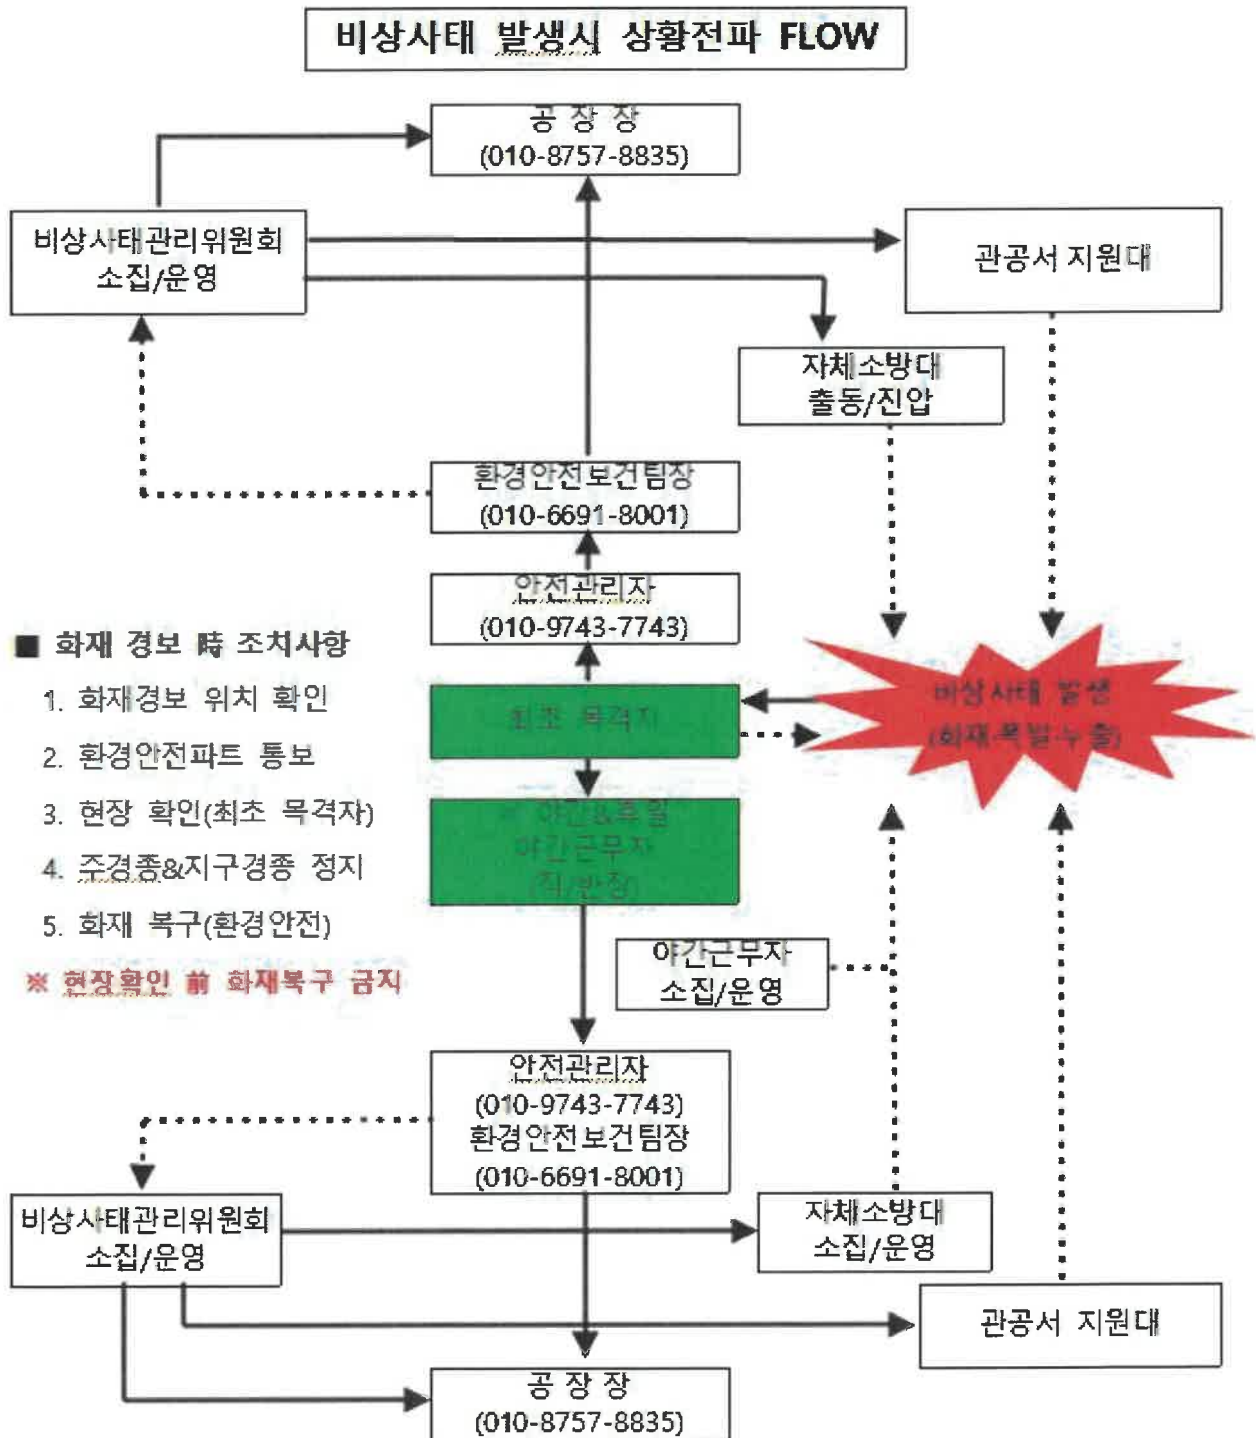 비상사태 발생시 상황전파 FLOW
공 장 장
(010-8757-8835)
비상사태관리위원회
소집/운영
관공서 지원대
자체소방대
출동/진압
환경안전보건팀장
(010-6691-8001)
안전관리자
(010-9743-7743)
■ 화재 경보 時 조치사항
1. 화재경보 위치 확인
2. 환경안전파트 통보
3. 현장 확인(최초 목격자)
4. 주경종&지구경종 정지
5. 화재 복구(환경안전)
※ 현장확인 前 화재복구 금지
최초 목격자
비상사태 발생
(화재폭발누출)
※ 야간&휴일
야간근무자
(직/반장)
야간근무자
소집/운영
안전관리자
(010-9743-7743)
환경안전보건팀장
(010-6691-8001)
비상사태관리위원회
소집/운영
자체소방대
소집/운영
관공서 지원대
공 장 장
(010-8757-8835)